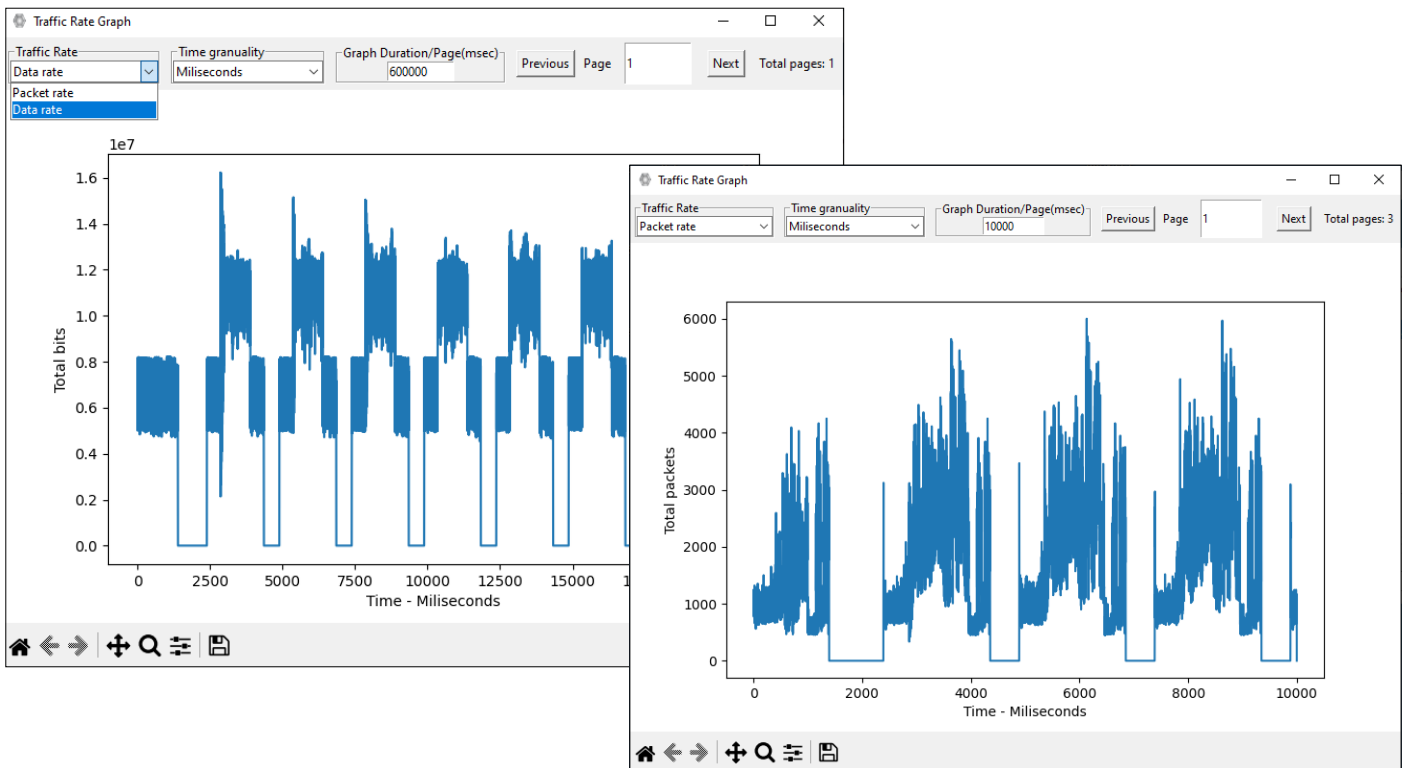 Traffic Rate Graph
Traffic Rate
Time granuality
Graph Duration/Page(msec)
Data rate
Miliseconds
600000
Previous
Page
1
Next
Total pages: 1
Packet rate
Data rate
1e7
1.6
1.4
1.2
1.0
0.8
0.6
0.4
0.2
0.0
Total bits
0
2500
5000
7500
10000
12500
15000
1
Time - Miliseconds
Traffic Rate Graph
Traffic Rate
Time granuality
Graph Duration/Page(msec)
Packet rate
Miliseconds
10000
Previous
Page
1
Next
Total pages: 3
6000
5000
4000
3000
2000
1000
0
Total packets
0
2000
4000
6000
8000
10000
Time - Miliseconds